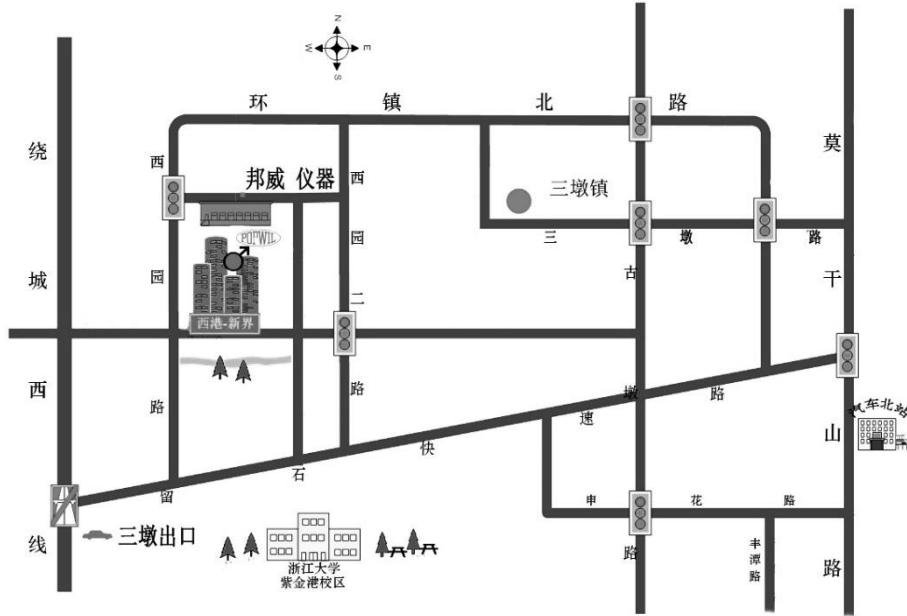 N
W E
S
环镇北路
绕城西线
西园路
邦威 仪器
西园二路
三墩镇
三墩路
莫干山路
POPWIL
西港-新界
古墩路
汽车北站
留石快速路
申花路
丰潭路
三墩出口
浙江大学
紫金港校区